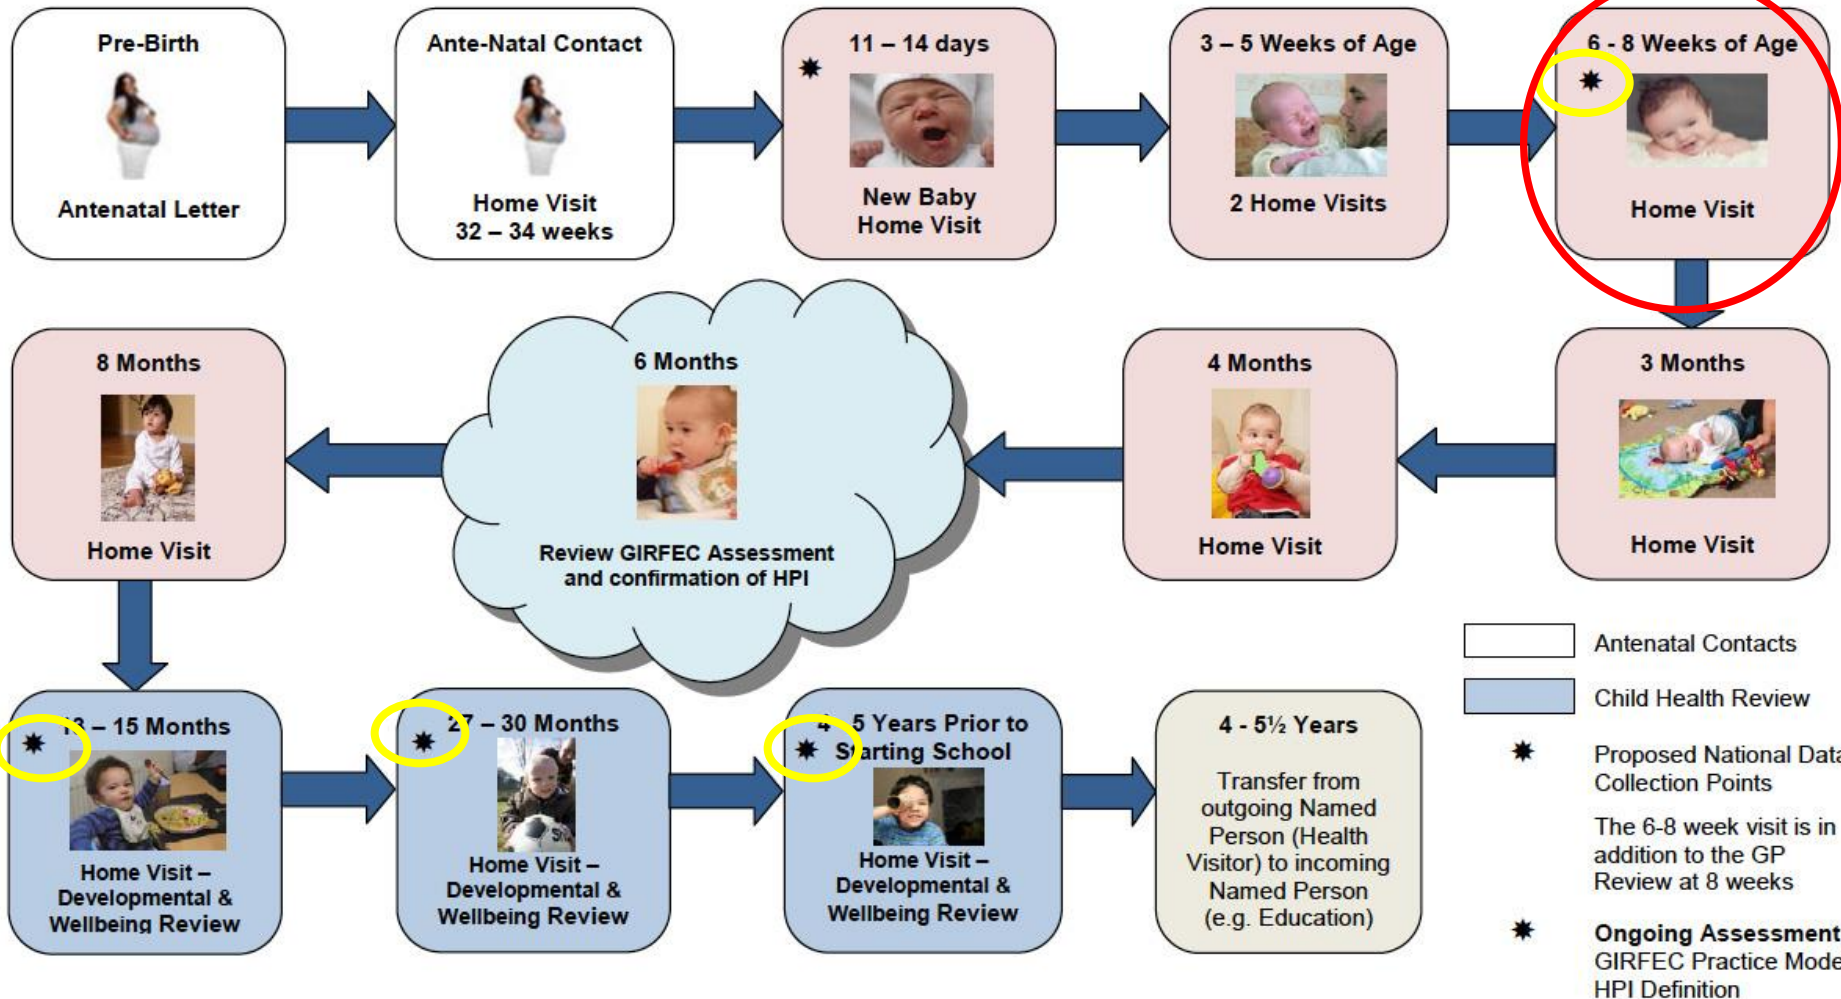 Pre-Birth
Antenatal Letter
Ante-Natal Contact
Home Visit
32 – 34 weeks
11 – 14 days
New Baby
Home Visit
3 – 5 Weeks of Age
2 Home Visits
6 - 8 Weeks of Age
Home Visit
3 Months
Home Visit
4 Months
Home Visit
6 Months
Review GIRFEC Assessment
and confirmation of HPI
8 Months
Home Visit
13 – 15 Months
Home Visit –
Developmental &
Wellbeing Review
27 – 30 Months
Home Visit –
Developmental &
Wellbeing Review
4 - 5 Years Prior to
Starting School
Home Visit –
Developmental &
Wellbeing Review
4 - 5½ Years
Transfer from
outgoing Named
Person (Health
Visitor) to incoming
Named Person
(e.g. Education)
Antenatal Contacts
Child Health Review
Proposed National Data
Collection Points
The 6-8 week visit is in
addition to the GP
Review at 8 weeks
Ongoing Assessment
GIRFEC Practice Mode
HPI Definition